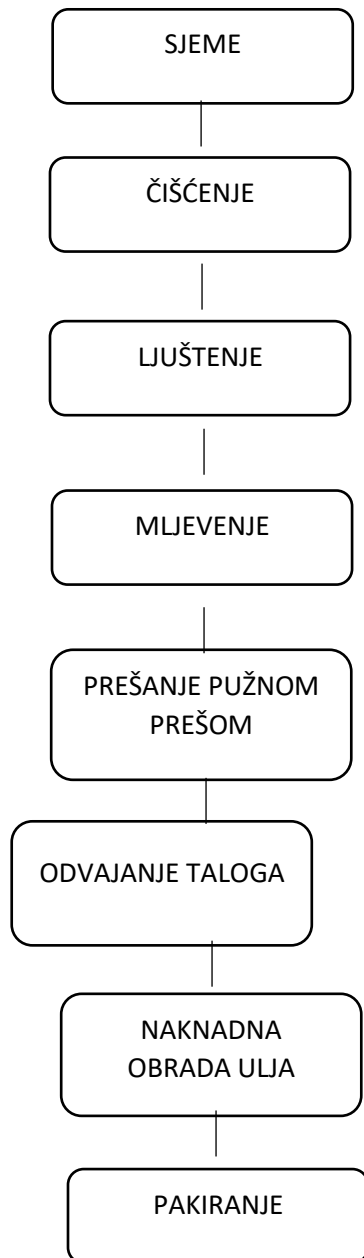 SJEME
ČIŠĆENJE
LJUŠTENJE
MLJEVENJE
PREŠANJE PUŽNOM
PREŠOM
ODVAJANJE TALOGA
NAKNADNA
OBRADA ULJA
PAKIRANJE